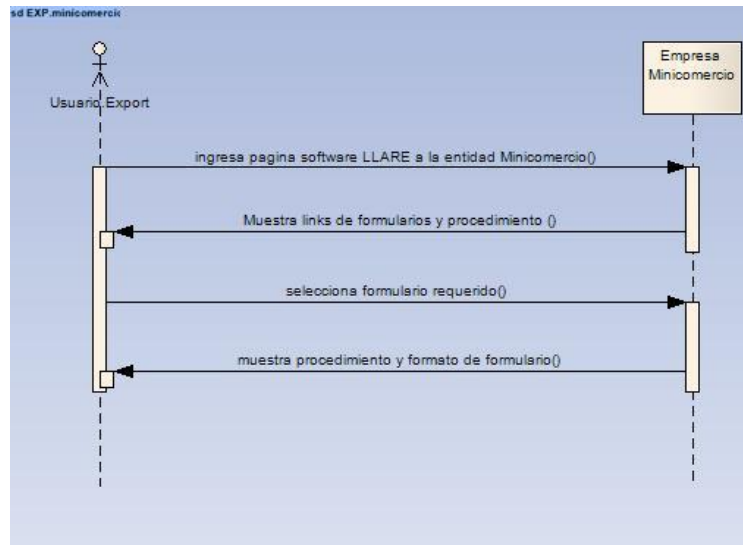 sd EXP.minicomercio
Usuario.Export
Empresa
Minicomercio
ingresa pagina software LLARE a la entidad Minicomercio()
Muestra links de formularios y procedimiento ()
selecciona formulario requerido()
muestra procedimiento y formato de formulario()